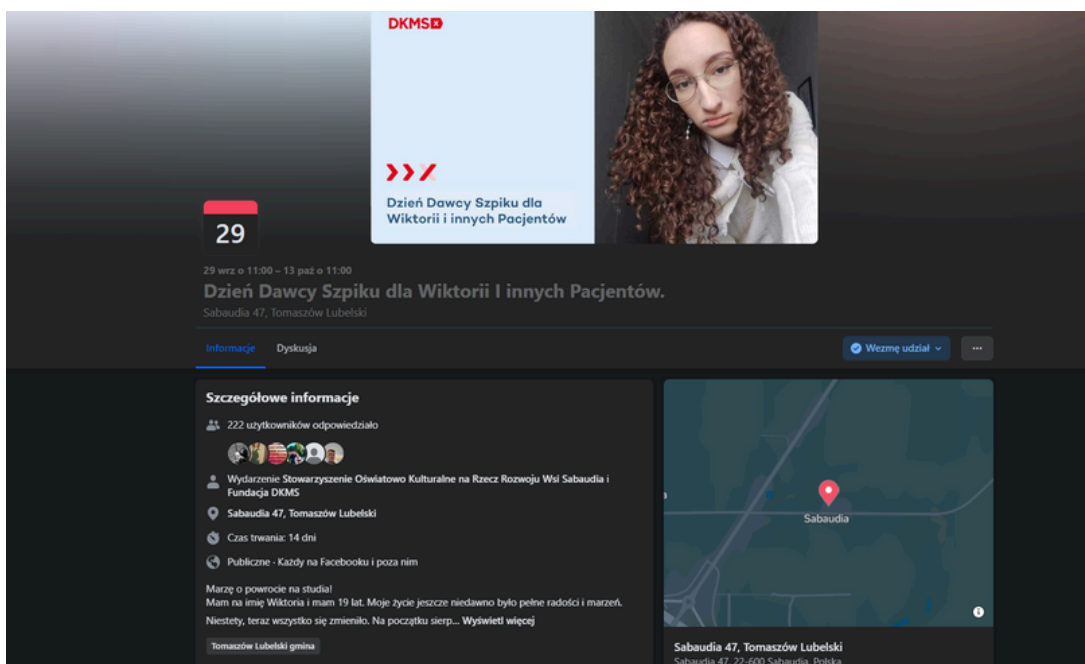 DKMS
Dzień Dawcy Szpiku dla
Wiktorii i innych Pacjentów
29
29 wrz o 11:00 – 13 paź o 11:00
Dzień Dawcy Szpiku dla Wiktorii I innych Pacjentów.
Sabaudia 47, Tomaszów Lubelski
Informacje
Dyskusja
Wezmę udział
Szczegółowe informacje
222 użytkowników odpowiedziało
Wydarzenie Stowarzyszenie Oświatowo Kulturalne na Rzecz Rozwoju Wsi Sabaudia i
Fundacja DKMS
Sabaudia 47, Tomaszów Lubelski
Czas trwania: 14 dni
Publiczne · Każdy na Facebooku i poza nim
Marzę o powrocie na studia!
Mam na imię Wiktoria i mam 19 lat. Moje życie jeszcze niedawno było pełne radości i marzeń.
Niestety, teraz wszystko się zmieniło. Na początku sierp... Wyświetl więcej
Tomaszów Lubelski gmina
Sabaudia
Sabaudia 47, Tomaszów Lubelski
Sabaudia 47, 22-600 Sabaudia, Polska